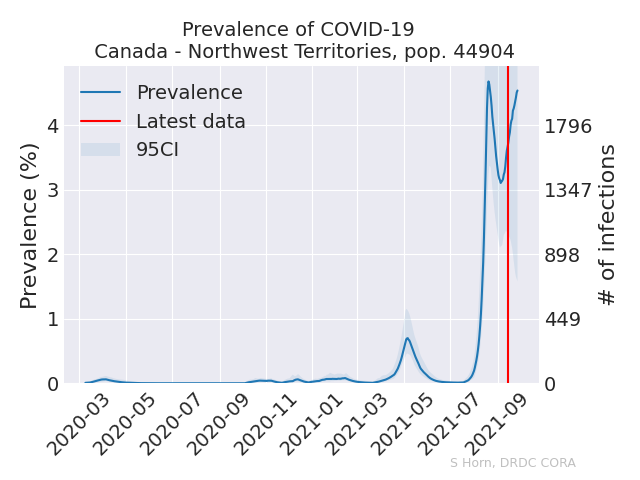 Prevalence of COVID-19
Canada - Northwest Territories, pop. 44904
Prevalence
Latest data
95CI
Prevalence (%)
4
3
2
1
0
1796
1347
898
449
0
# of infections
2020-03
2020-05
2020-07
2020-09
2020-11
2021-01
2021-03
2021-05
2021-07
2021-09
S Horn, DRDC CORA